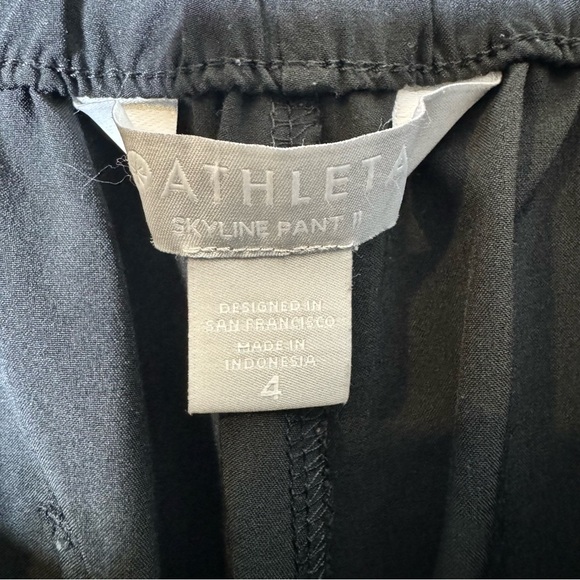 ATHLETA
SKYLINE PANT II
DESIGNED IN
SAN FRANCISCO
MADE IN
INDONESIA
4